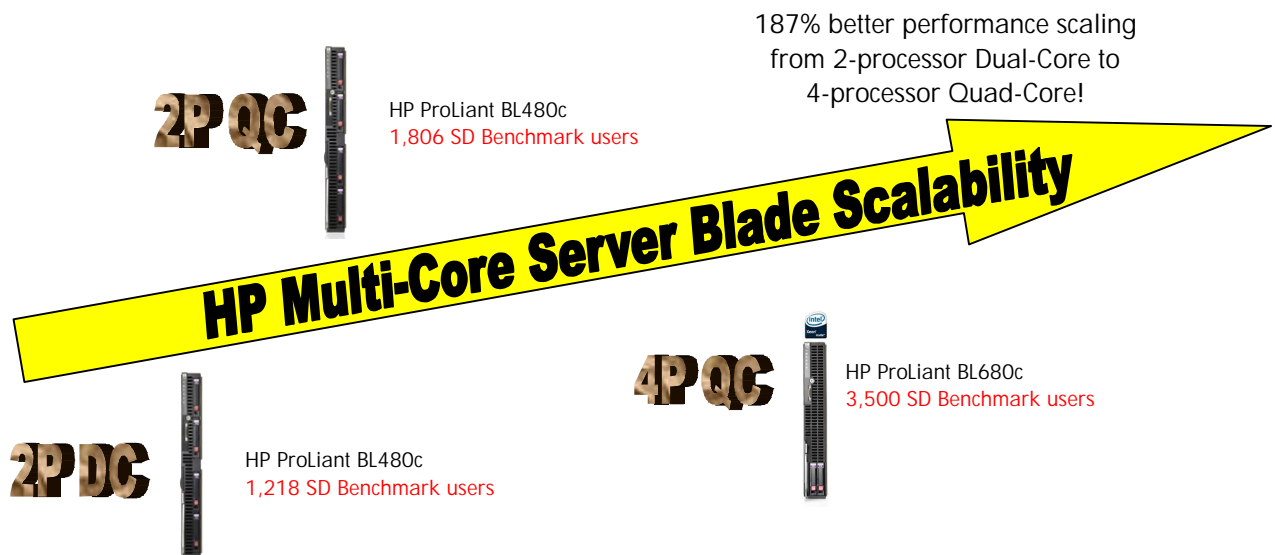 187% better performance scaling
from 2-processor Dual-Core to
4-processor Quad-Core!
2P QC
HP ProLiant BL480c
1,806 SD Benchmark users
HP Multi-Core Server Blade Scalability
intel
4P QC
HP ProLiant BL680c
3,500 SD Benchmark users
2P DC
HP ProLiant BL480c
1,218 SD Benchmark users